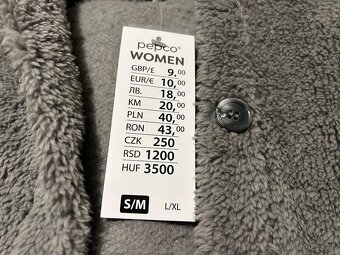 pepco®
WOMEN
GBP/£ 9,00
EUR/€ 10,00
ЛВ. 18,00
KM 20,00
PLN 40,00
RON 43,00
CZK 250
RSD 1200
HUF 3500
S/M L/XL